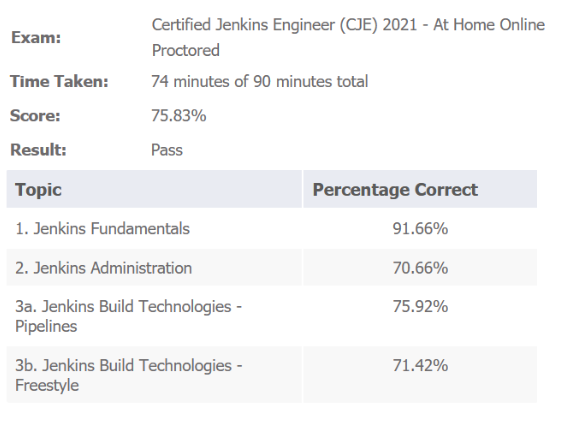 Exam: Certified Jenkins Engineer (CJE) 2021 - At Home Online
Proctored
Time Taken: 74 minutes of 90 minutes total
Score: 75.83%
Result: Pass
Topic Percentage Correct
1. Jenkins Fundamentals 91.66%
2. Jenkins Administration 70.66%
3a. Jenkins Build Technologies - 75.92%
Pipelines
3b. Jenkins Build Technologies - 71.42%
Freestyle